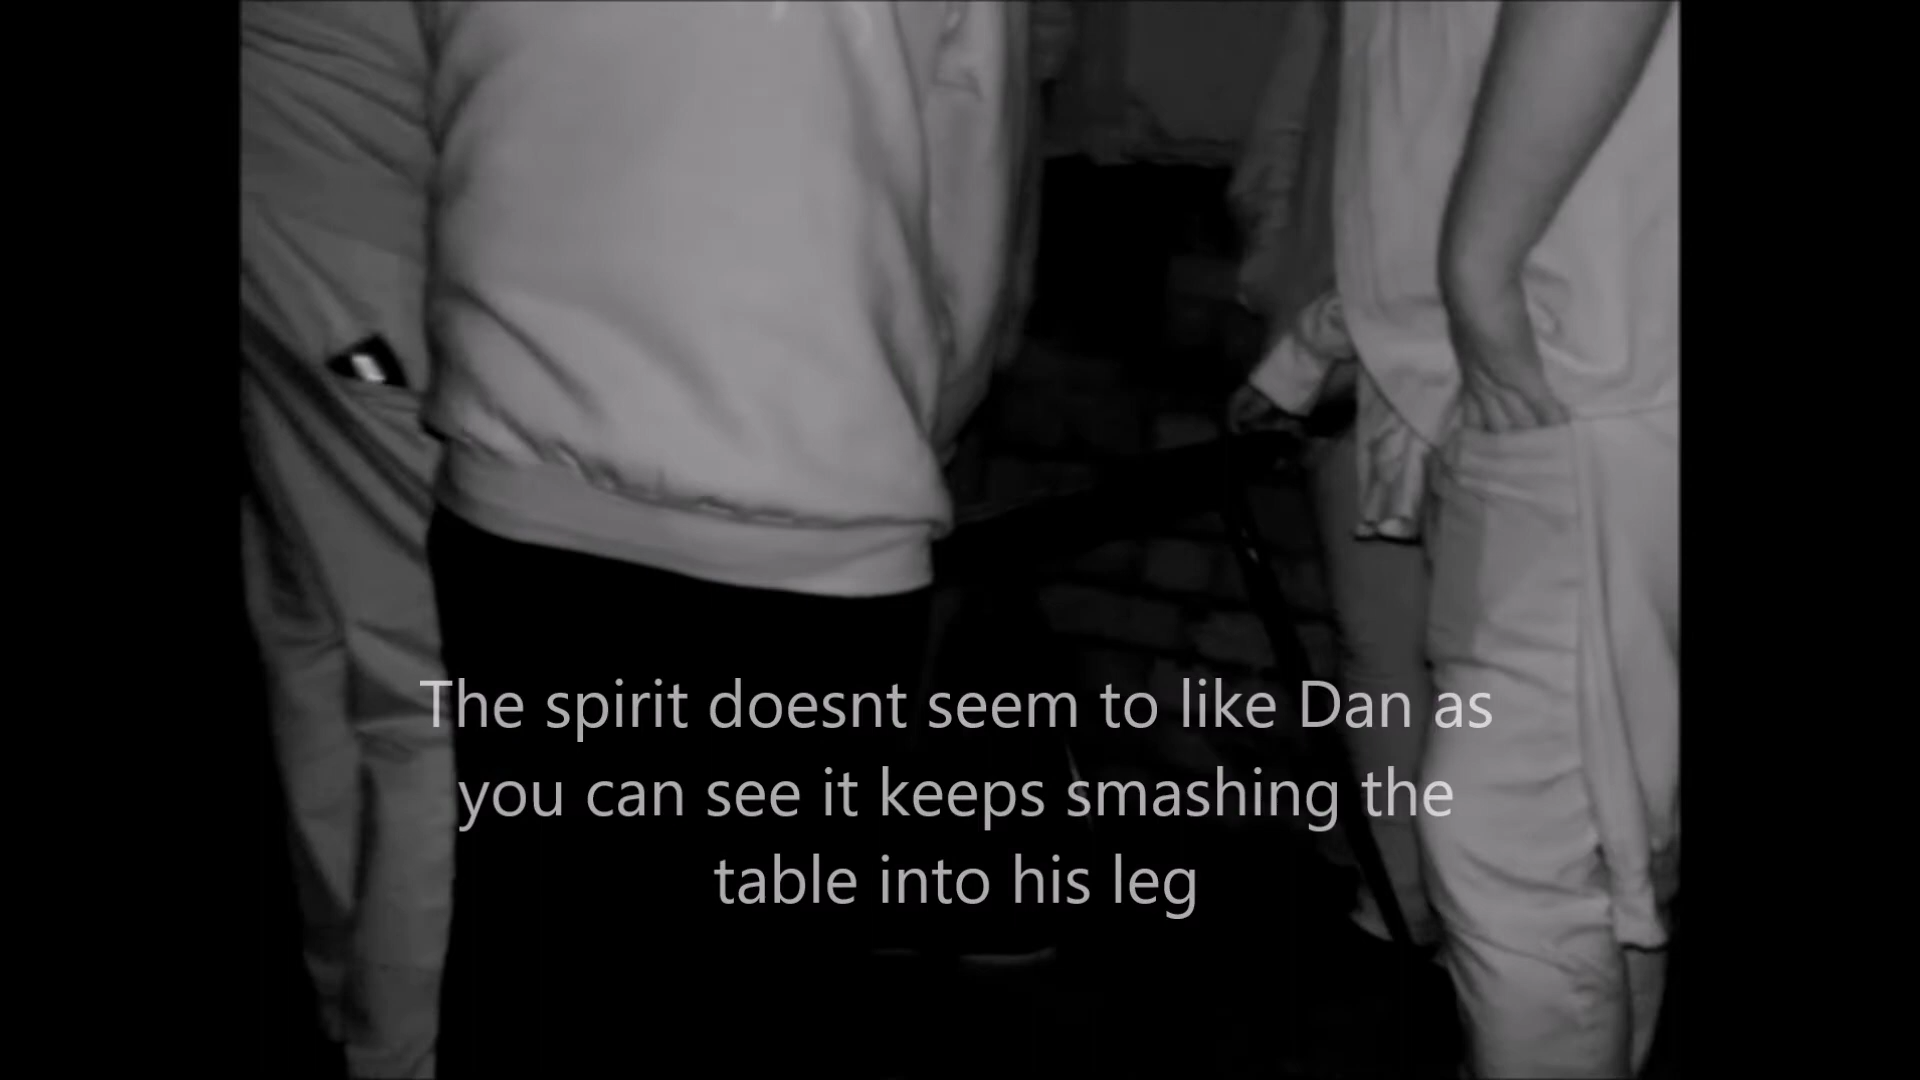 The spirit doesnt seem to like Dan as
you can see it keeps smashing the
table into his leg